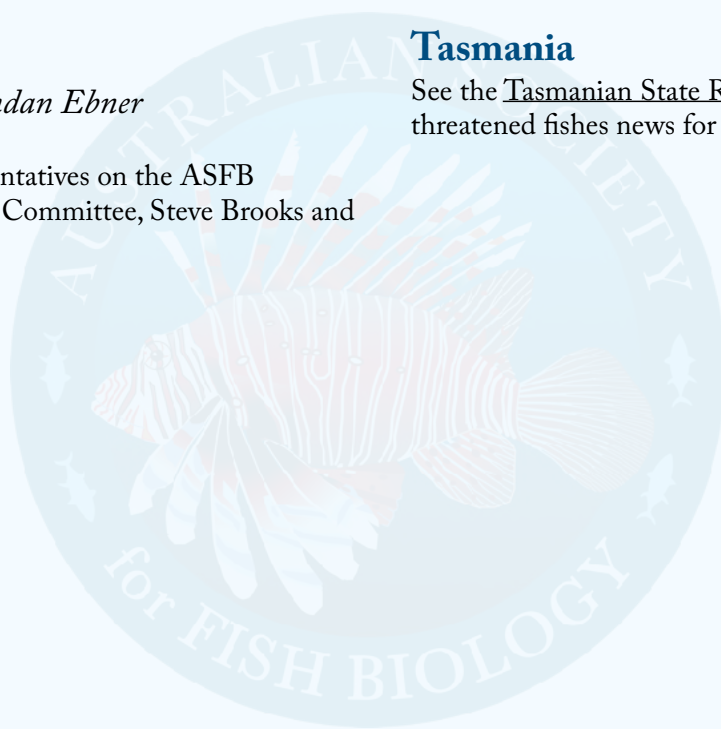 ndan Ebner
ntatives on the ASFB
Committee, Steve Brooks and
Tasmania
See the Tasmanian State R
threatened fishes news for
AUSTRALIAN SOCIETY
for FISH BIOLOGY